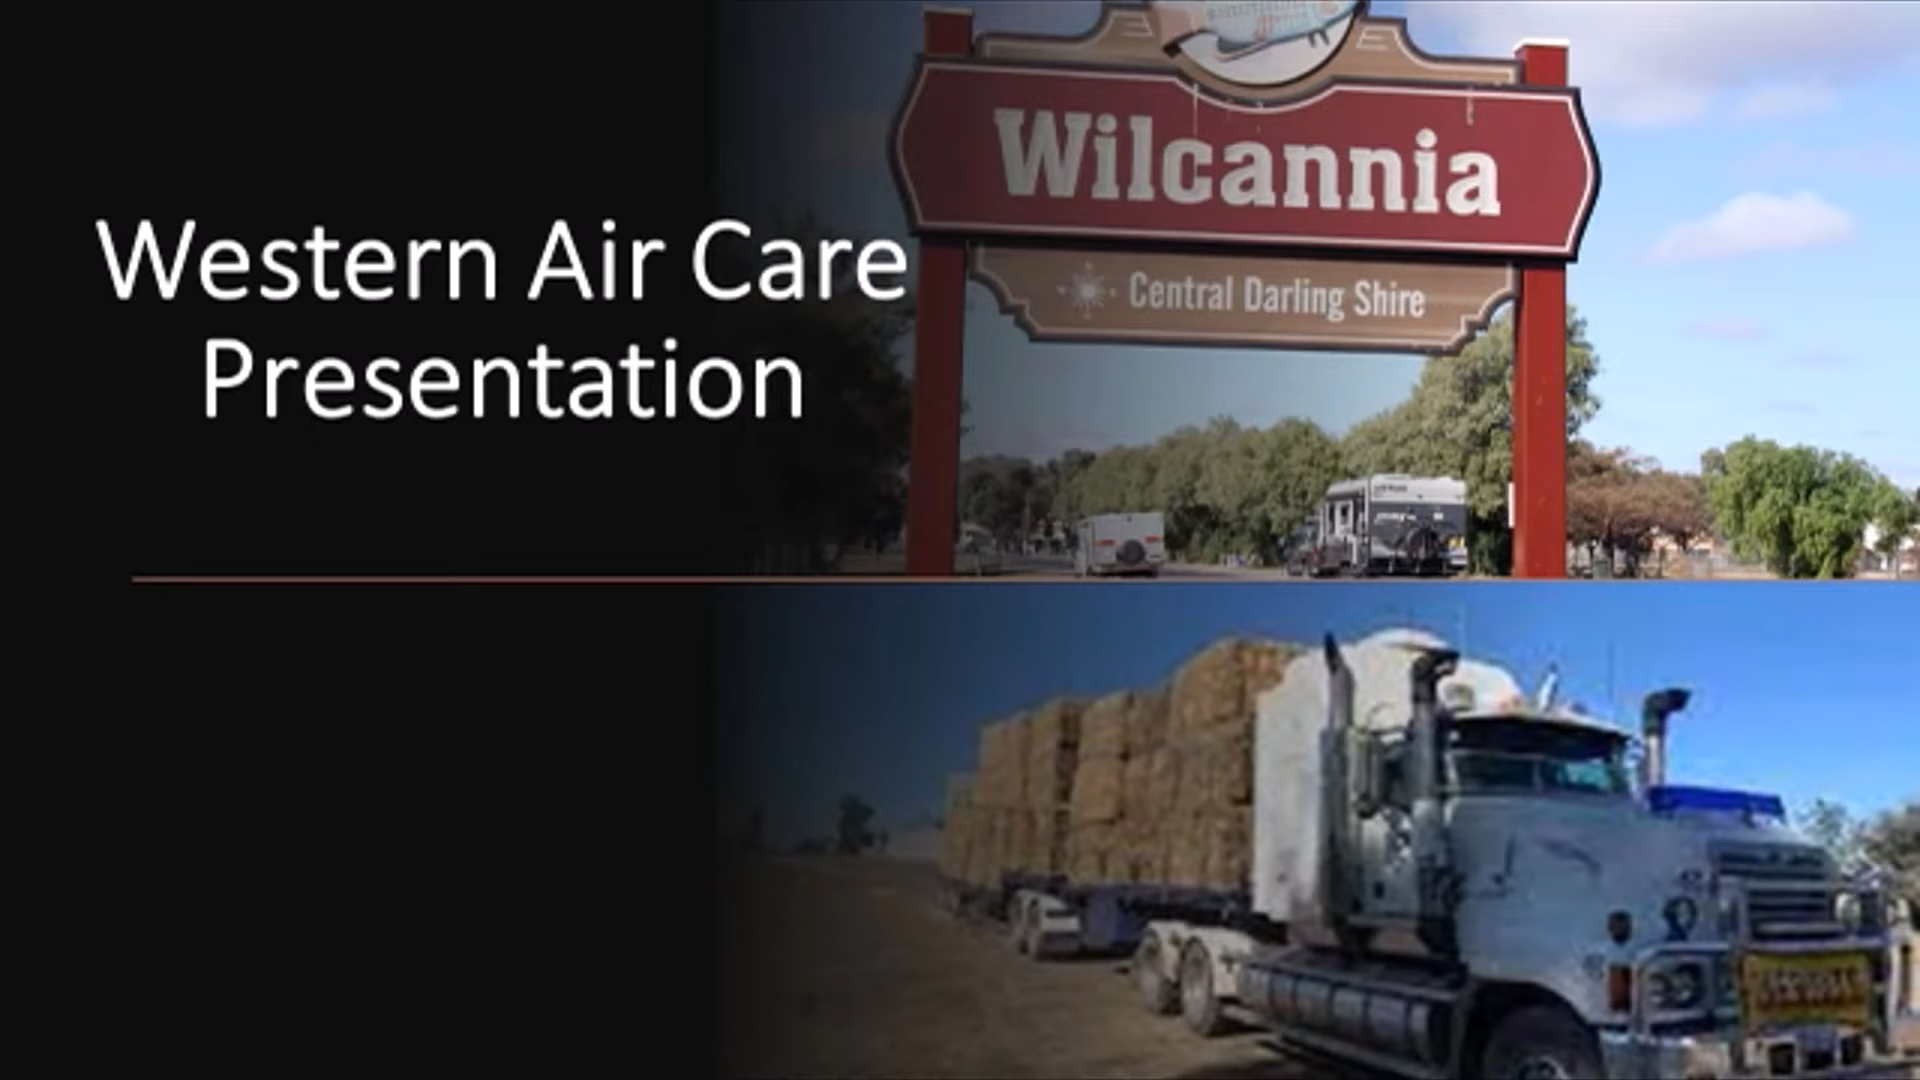 Western Air Care
Presentation
Wilcannia
Central Darling Shire